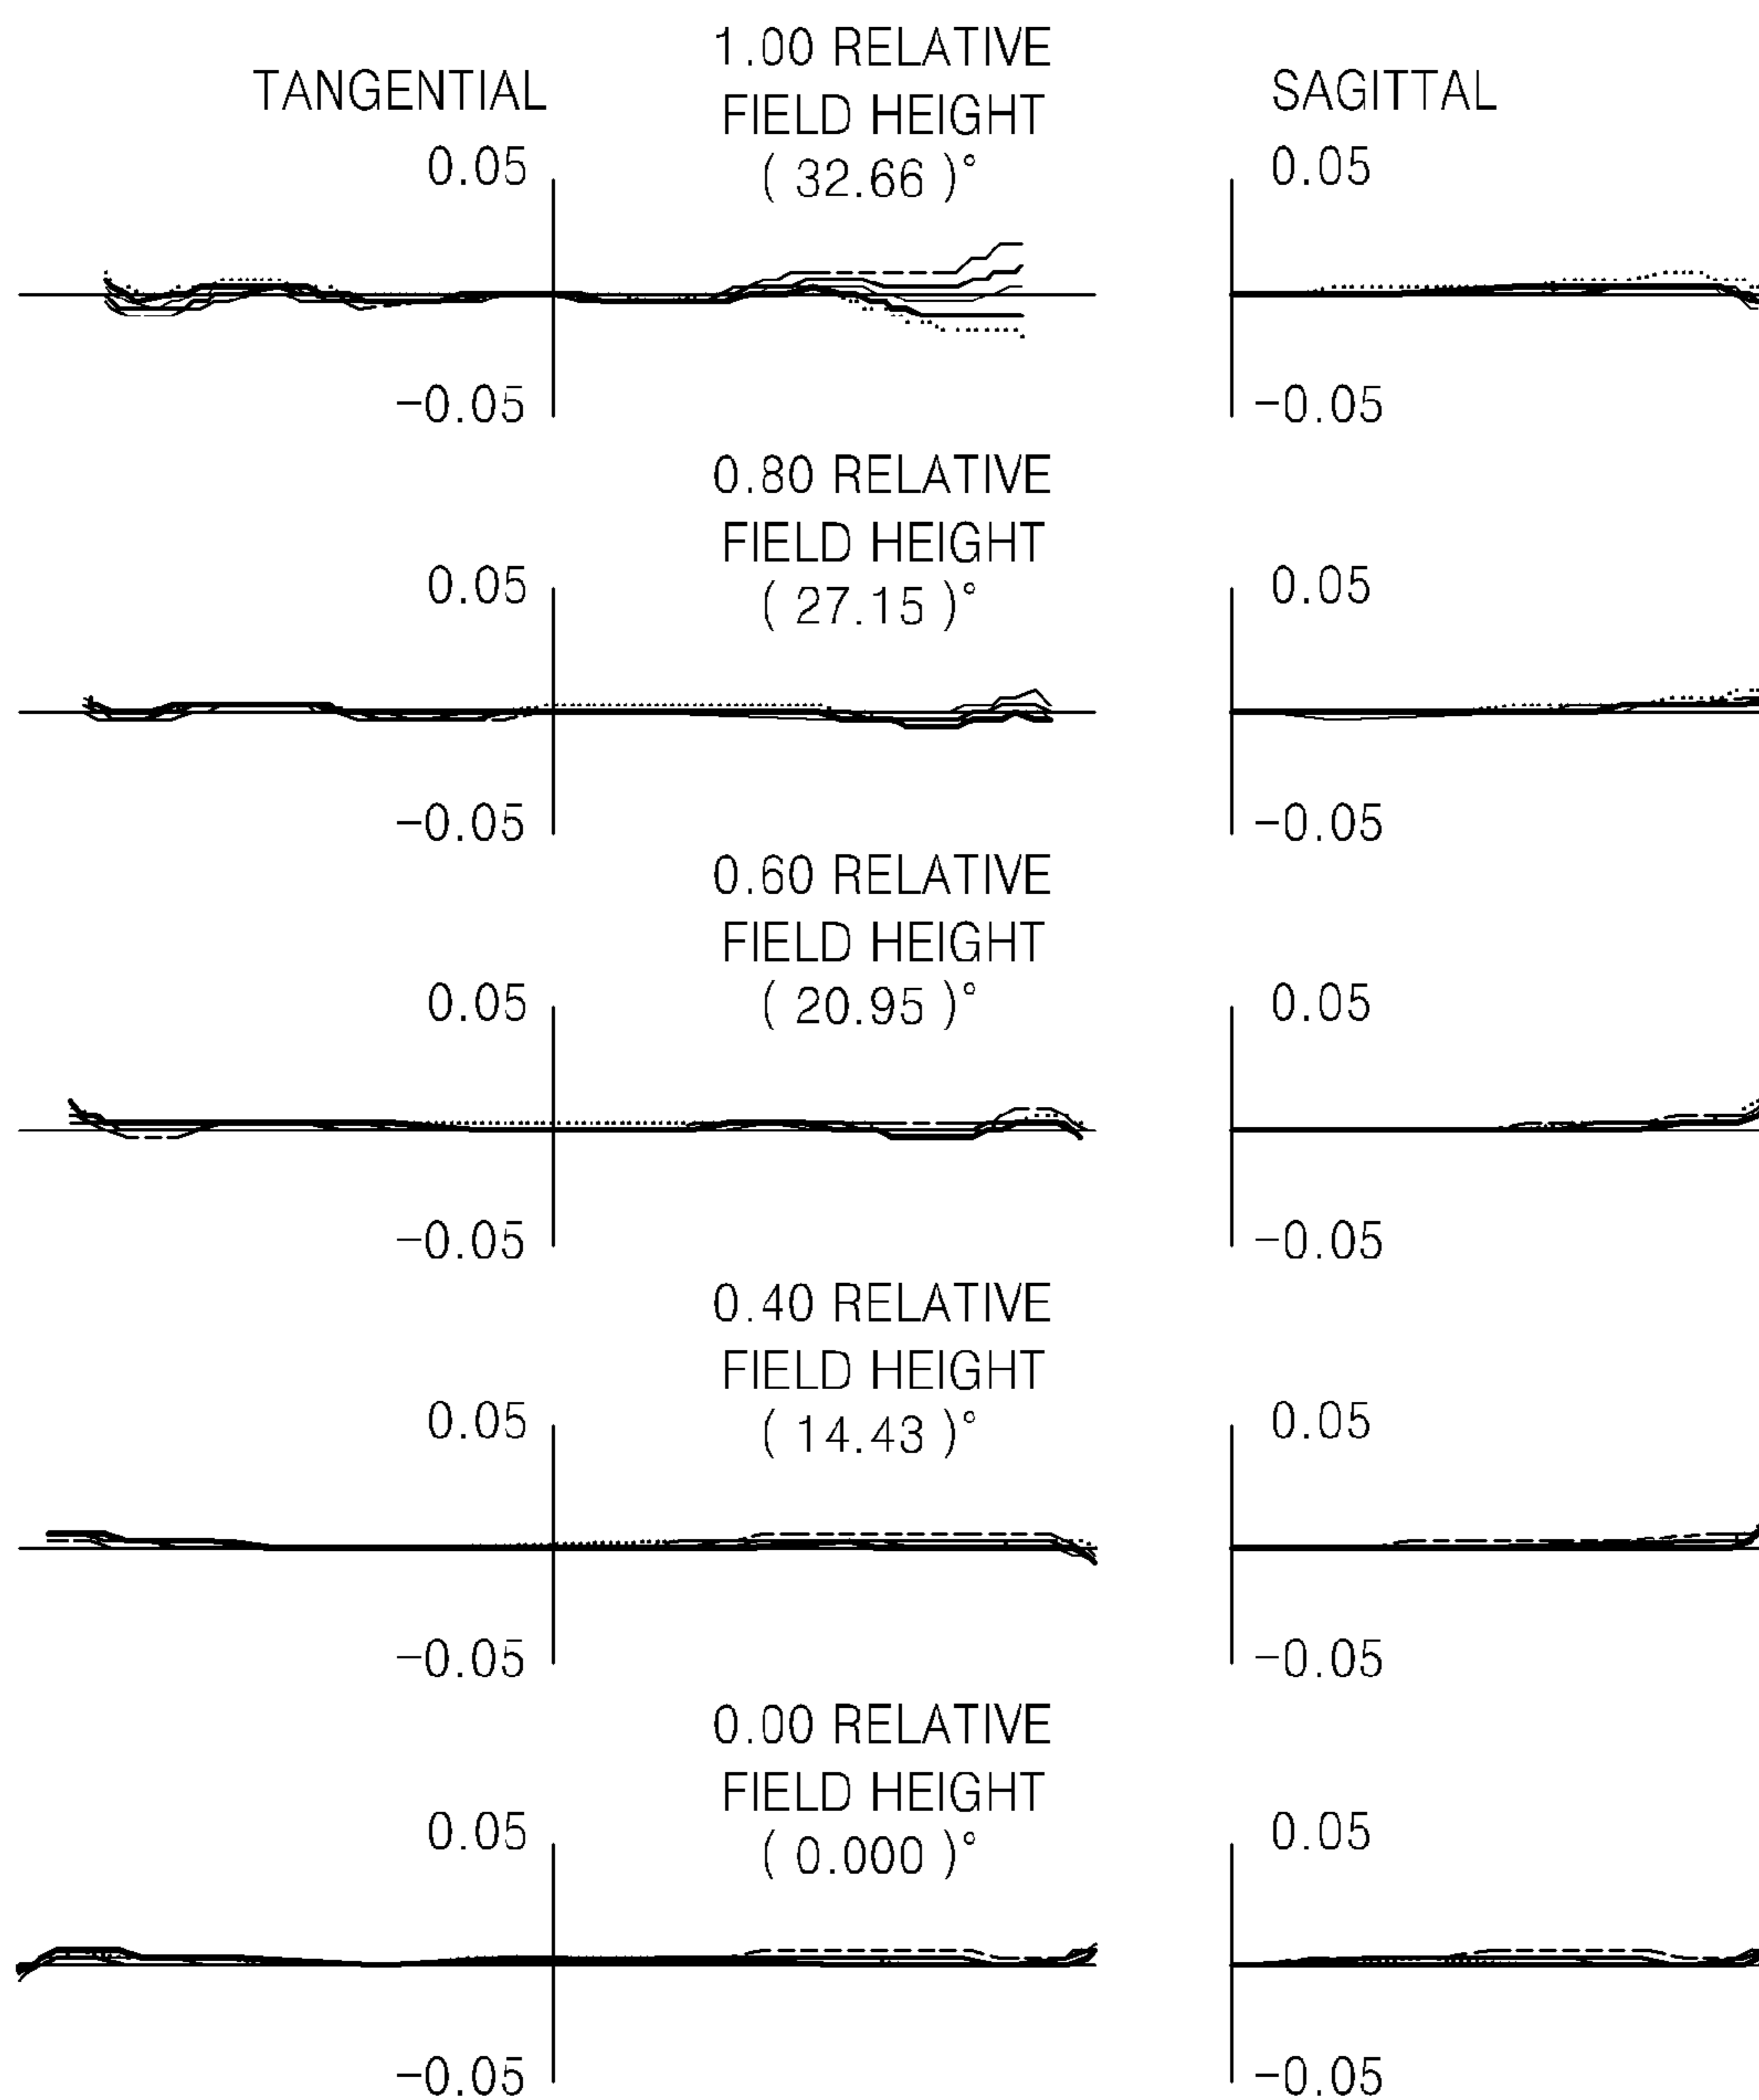 TANGENTIAL
1.00 RELATIVE
FIELD HEIGHT
( 32.66 )°
SAGITTAL
0.05
0.05
-0.05
-0.05
0.80 RELATIVE
FIELD HEIGHT
( 27.15 )°
0.05
0.05
-0.05
-0.05
0.60 RELATIVE
FIELD HEIGHT
( 20.95 )°
0.05
0.05
-0.05
-0.05
0.40 RELATIVE
FIELD HEIGHT
( 14.43 )°
0.05
0.05
-0.05
-0.05
0.00 RELATIVE
FIELD HEIGHT
( 0.000 )°
0.05
0.05
-0.05
-0.05